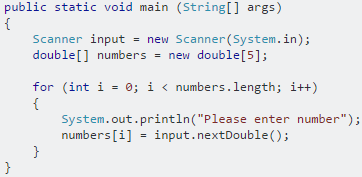 public static void main (String[] args)
{
    Scanner input = new Scanner(System.in);
    double[] numbers = new double[5];

    for (int i = 0; i < numbers.length; i++)
    {
        System.out.println("Please enter number");
        numbers[i] = input.nextDouble();
    }
}